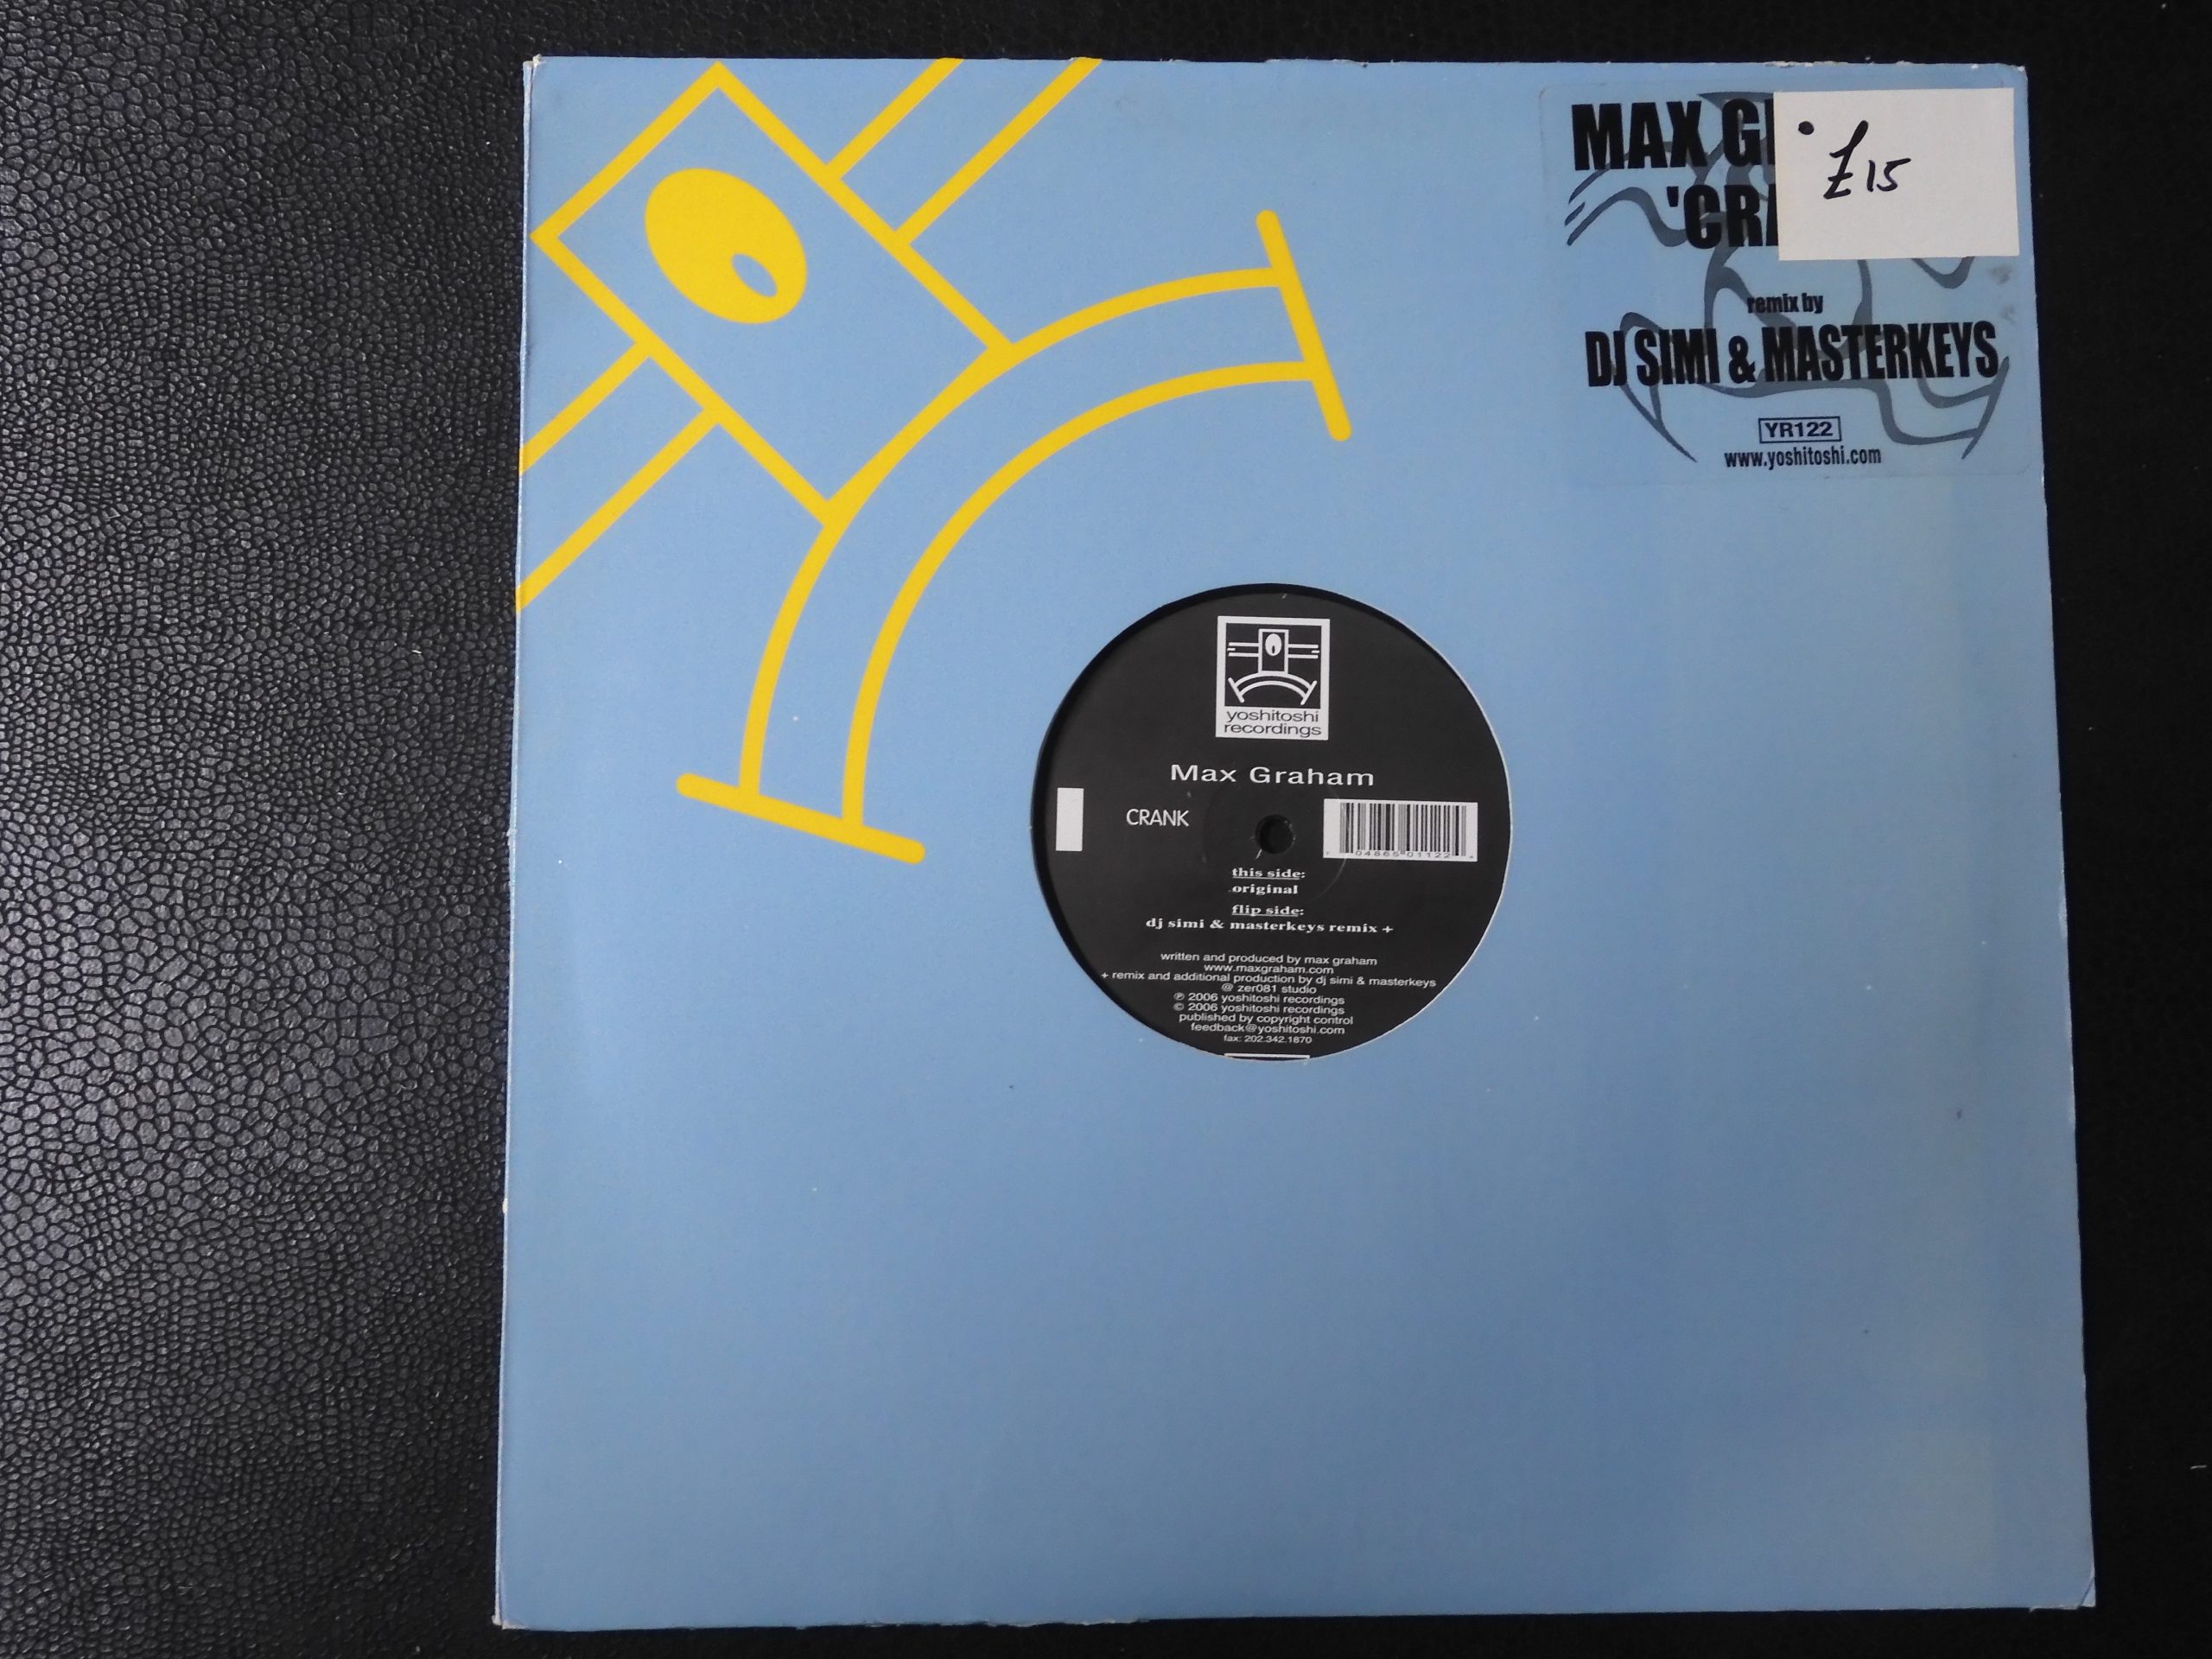 MAX G
'CRA
£15
remix by
DJ SIMI & MASTERKEYS
YR122
www.yoshitoshi.com
yoshitoshi
recordings
Max Graham
CRANK
04865 01122
this side:
original
flip side:
dj simi & masterkeys remix +
written and produced by max graham
www.maxgraham.com
+ remix and additional production by dj simi & masterkeys
@ zer081 studio
℗ 2006 yoshitoshi recordings
© 2006 yoshitoshi recordings
published by copyright control
feedback@yoshitoshi.com
fax: 202.342.1870